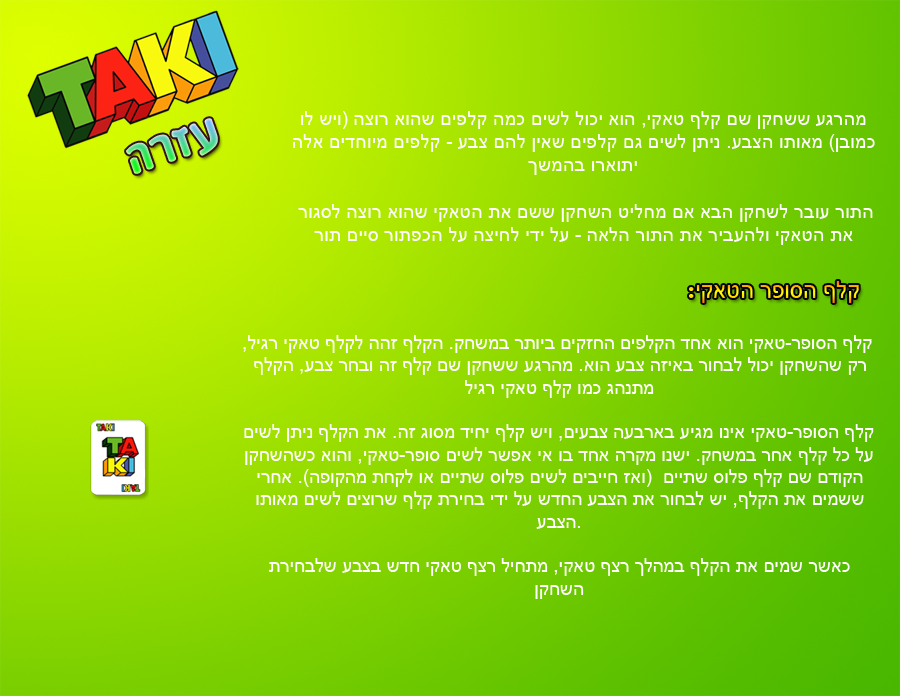 TAKI
עזרה
מהרגע ששחקן שם קלף טאקי, הוא יכול לשים כמה קלפים שהוא רוצה (ויש לו
כמובן) מאותו הצבע. ניתן לשים גם קלפים שאין להם צבע - קלפים מיוחדים אלה
יתוארו בהמשך
התור עובר לשחקן הבא אם מחליט השחקן ששם את הטאקי שהוא רוצה לסגור
את הטאקי ולהעביר את התור הלאה - על ידי לחיצה על הכפתור סיים תור
קלף הסופר הטאקי:
קלף הסופר-טאקי הוא אחד הקלפים החזקים ביותר במשחק. הקלף זהה לקלף טאקי רגיל,
רק שהשחקן יכול לבחור באיזה צבע הוא. מהרגע ששחקן שם קלף זה ובחר צבע, הקלף
מתנהג כמו קלף טאקי רגיל
קלף הסופר-טאקי אינו מגיע בארבעה צבעים, ויש קלף יחיד מסוג זה. את הקלף ניתן לשים
על כל קלף אחר במשחק. ישנו מקרה אחד בו אי אפשר לשים סופר-טאקי, והוא כשהשחקן
הקודם שם קלף פלוס שתיים (ואז חייבים לשים פלוס שתיים או לקחת מהקופה). אחרי
ששמים את הקלף, יש לבחור את הצבע החדש על ידי בחירת קלף שרוצים לשים מאותו
הצבע.
TAKI
TA
KI
TAKI
כאשר שמים את הקלף במהלך רצף טאקי, מתחיל רצף טאקי חדש בצבע שלבחירת
השחקן